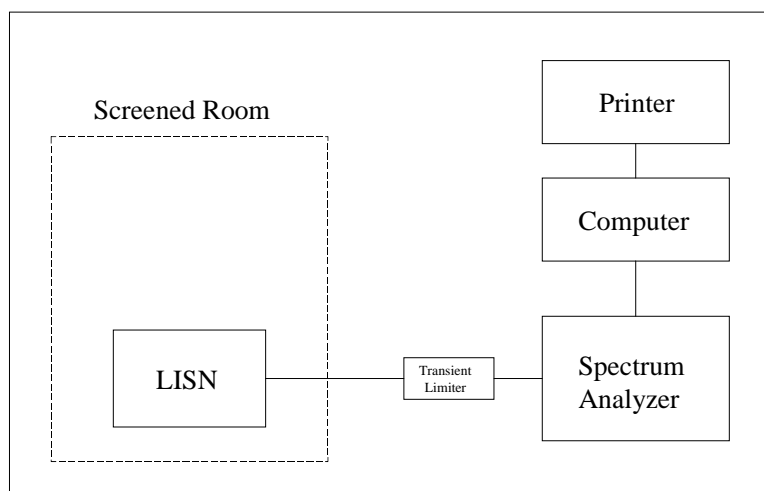 Screened Room
Printer
Computer
LISN
Transient
Limiter
Spectrum
Analyzer